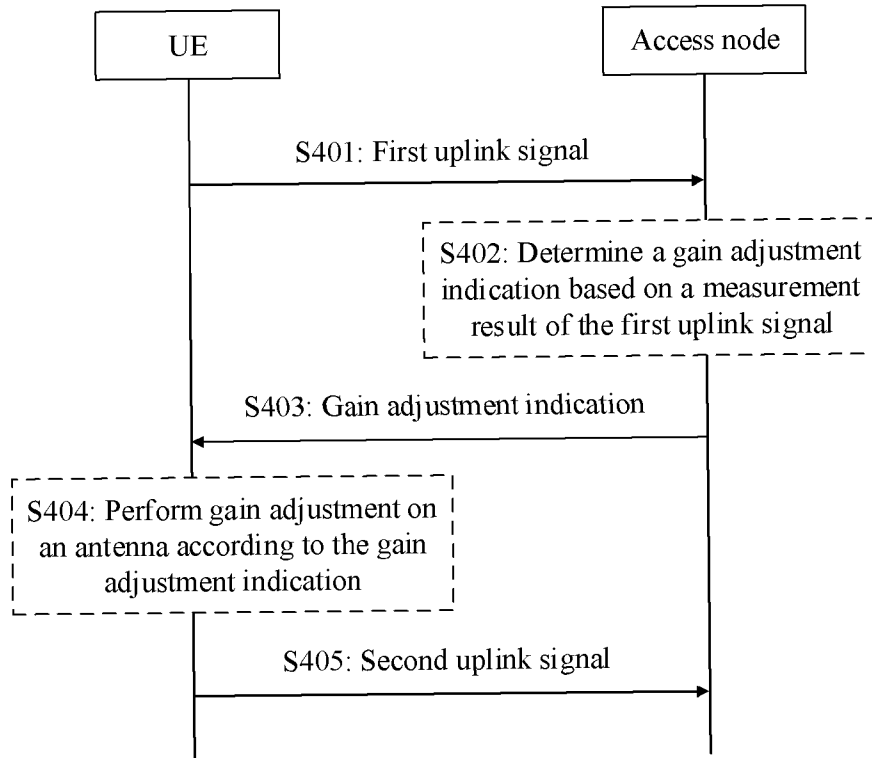 UE
Access node
S401: First uplink signal
S402: Determine a gain adjustment
indication based on a measurement
result of the first uplink signal
S403: Gain adjustment indication
S404: Perform gain adjustment on
an antenna according to the gain
adjustment indication
S405: Second uplink signal